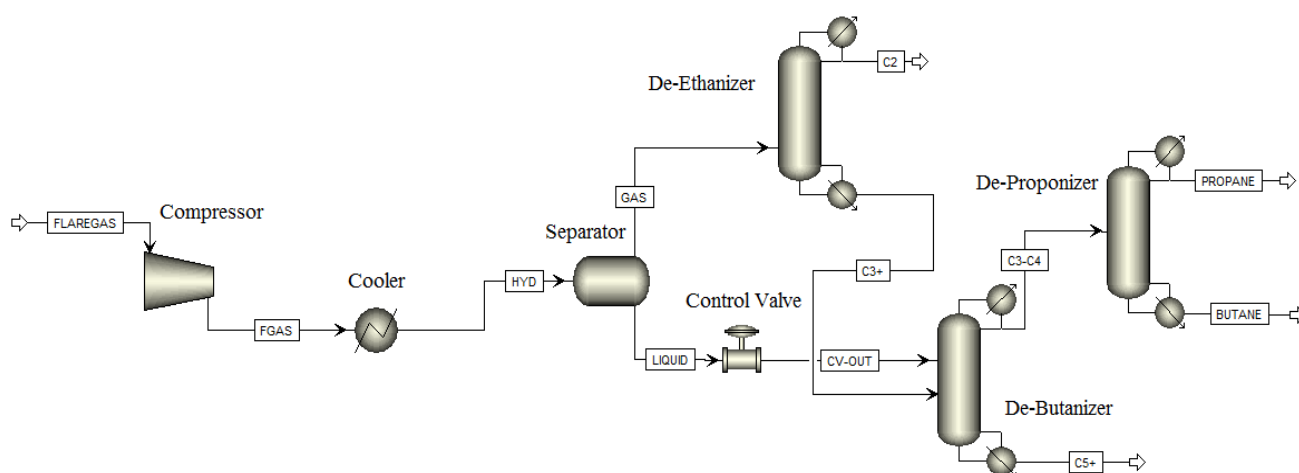 C2
De-Ethanizer
De-Proponizer
GAS
PROPANE
FLAREGAS
Compressor
Separator
C3-C4
Cooler
HYD
C3+
Control Valve
BUTANE
FGAS
LIQUID
CV-OUT
De-Butanizer
C5+